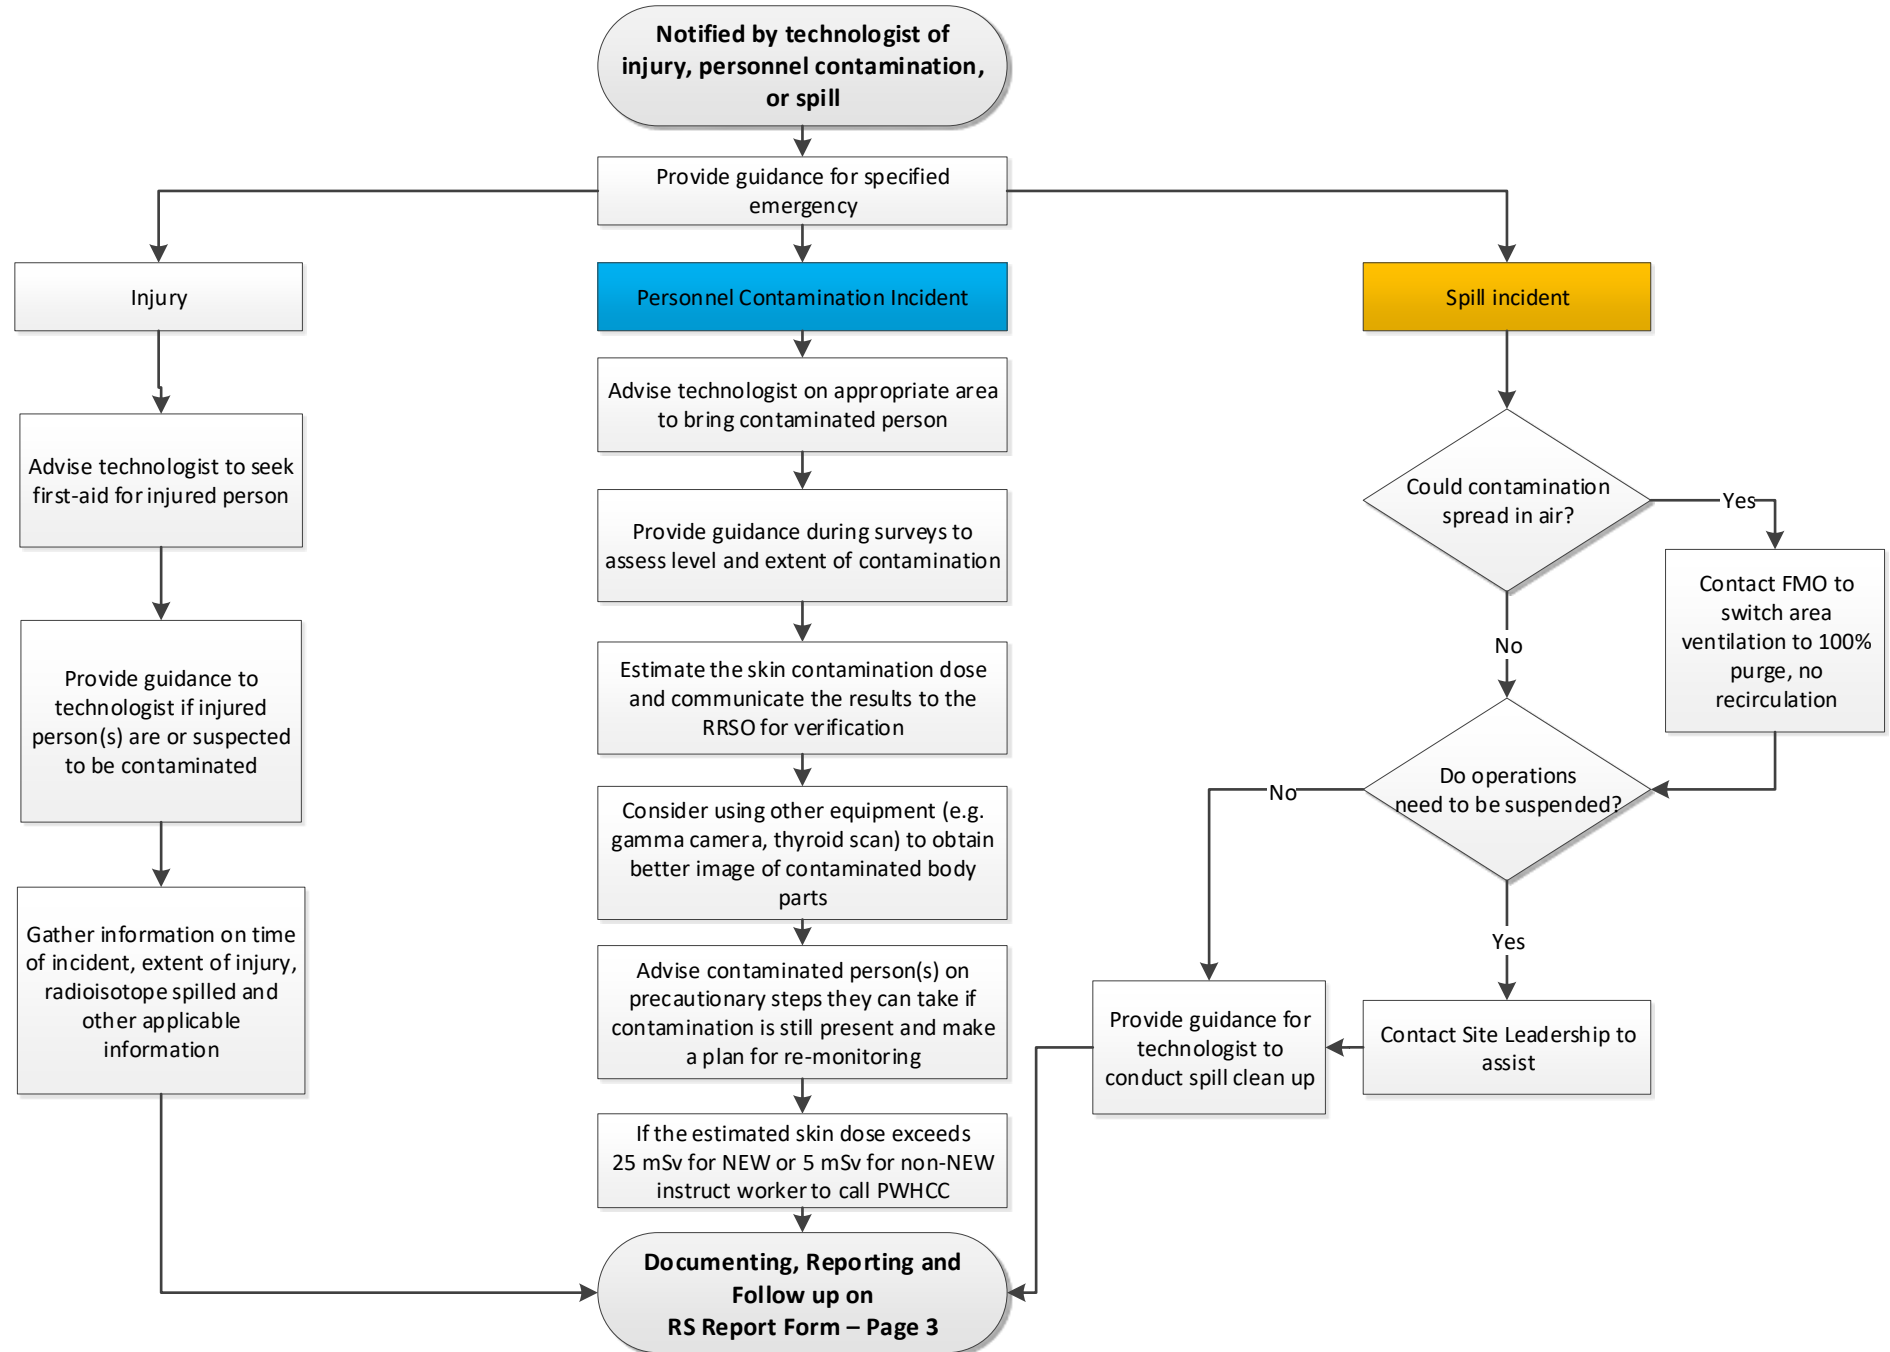 Notified by technologist of
injury, personnel contamination,
or spill
Provide guidance for specified
emergency
Injury
Advise technologist to seek
first-aid for injured person
Provide guidance to
technologist if injured
person(s) are or suspected
to be contaminated
Gather information on time
of incident, extent of injury,
radioisotope spilled and
other applicable
information
Personnel Contamination Incident
Advise technologist on appropriate area
to bring contaminated person
Provide guidance during surveys to
assess level and extent of contamination
Estimate the skin contamination dose
and communicate the results to the
RRSO for verification
Consider using other equipment (e.g.
gamma camera, thyroid scan) to obtain
better image of contaminated body
parts
Advise contaminated person(s) on
precautionary steps they can take if
contamination is still present and make
a plan for re-monitoring
If the estimated skin dose exceeds
25 mSv for NEW or 5 mSv for non-NEW
instruct worker to call PWHCC
Spill incident
Could contamination
spread in air?
Yes
Contact FMO to
switch area
ventilation to 100%
purge, no
recirculation
No
Do operations
need to be suspended?
No
Yes
Contact Site Leadership to
assist
Provide guidance for
technologist to
conduct spill clean up
Documenting, Reporting and
Follow up on
RS Report Form – Page 3